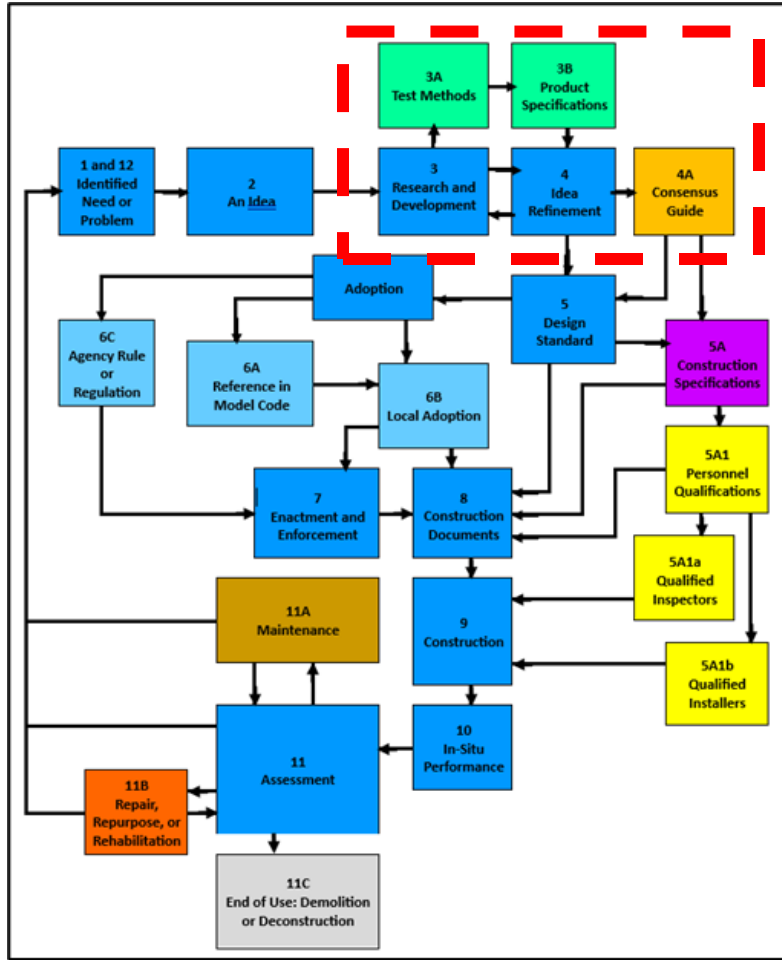 3A
Test Methods
3B
Product
Specifications
1 and 12
Identified
Need or
Problem
2
An Idea
3
Research and
Development
4
Idea
Refinement
4A
Consensus
Guide
Adoption
5
Design
Standard
6C
Agency Rule
or
Regulation
6A
Reference in
Model Code
6B
Local Adoption
5A
Construction
Specifications
5A1
Personnel
Qualifications
7
Enactment and
Enforcement
8
Construction
Documents
5A1a
Qualified
Inspectors
11A
Maintenance
9
Construction
5A1b
Qualified
Installers
10
In-Situ
Performance
11
Assessment
11B
Repair,
Repurpose, or
Rehabilitation
11C
End of Use: Demolition
or Deconstruction